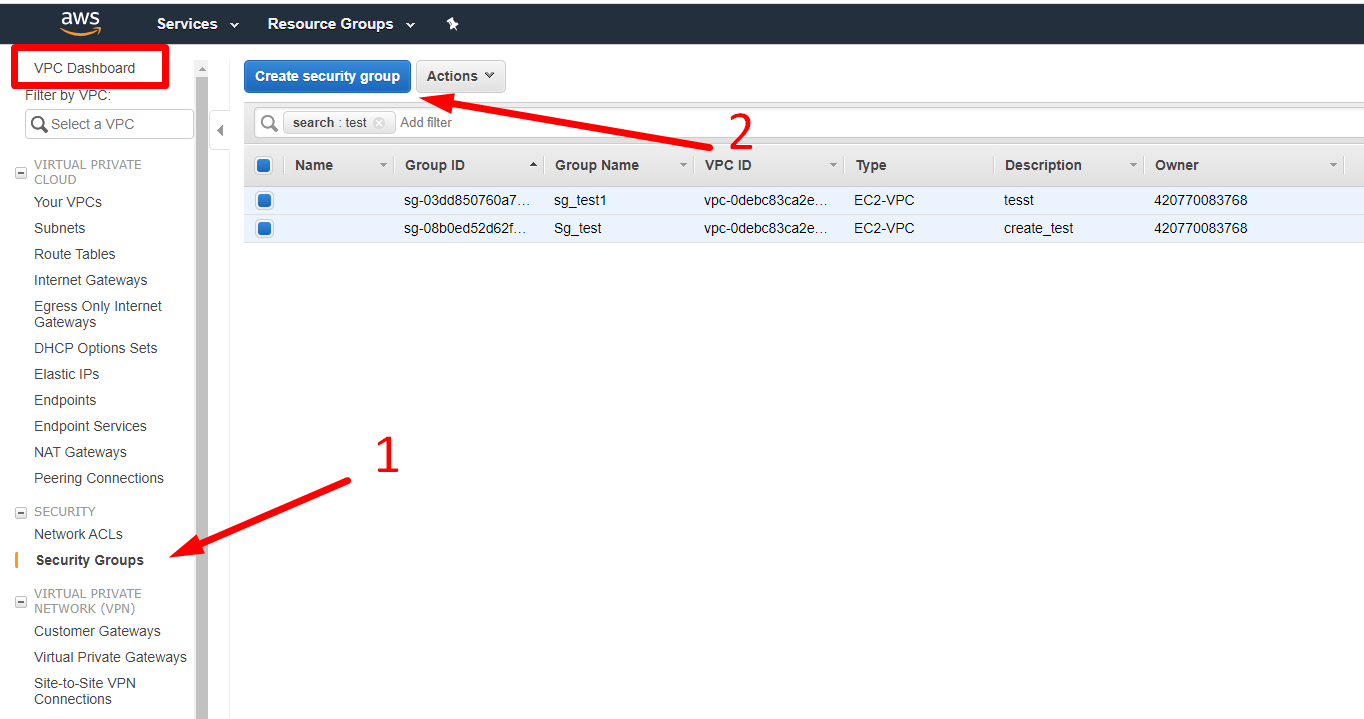 aws Services Resource Groups
VPC Dashboard
Filter by VPC:
Select a VPC
VIRTUAL PRIVATE
CLOUD
Your VPCs
Subnets
Route Tables
Internet Gateways
Egress Only Internet
Gateways
DHCP Options Sets
Elastic IPs
Endpoints
Endpoint Services
NAT Gateways
Peering Connections
SECURITY
Network ACLs
Security Groups
VIRTUAL PRIVATE
NETWORK (VPN)
Customer Gateways
Virtual Private Gateways
Site-to-Site VPN
Connections
Create security group Actions
search : test Add filter
2
Name Group ID Group Name VPC ID Type Description Owner
sg-03dd850760a7... sg_test1 vpc-0debc83ca2e... EC2-VPC tesst 420770083768
sg-08b0ed52d62f... Sg_test vpc-0debc83ca2e... EC2-VPC create_test 420770083768
1